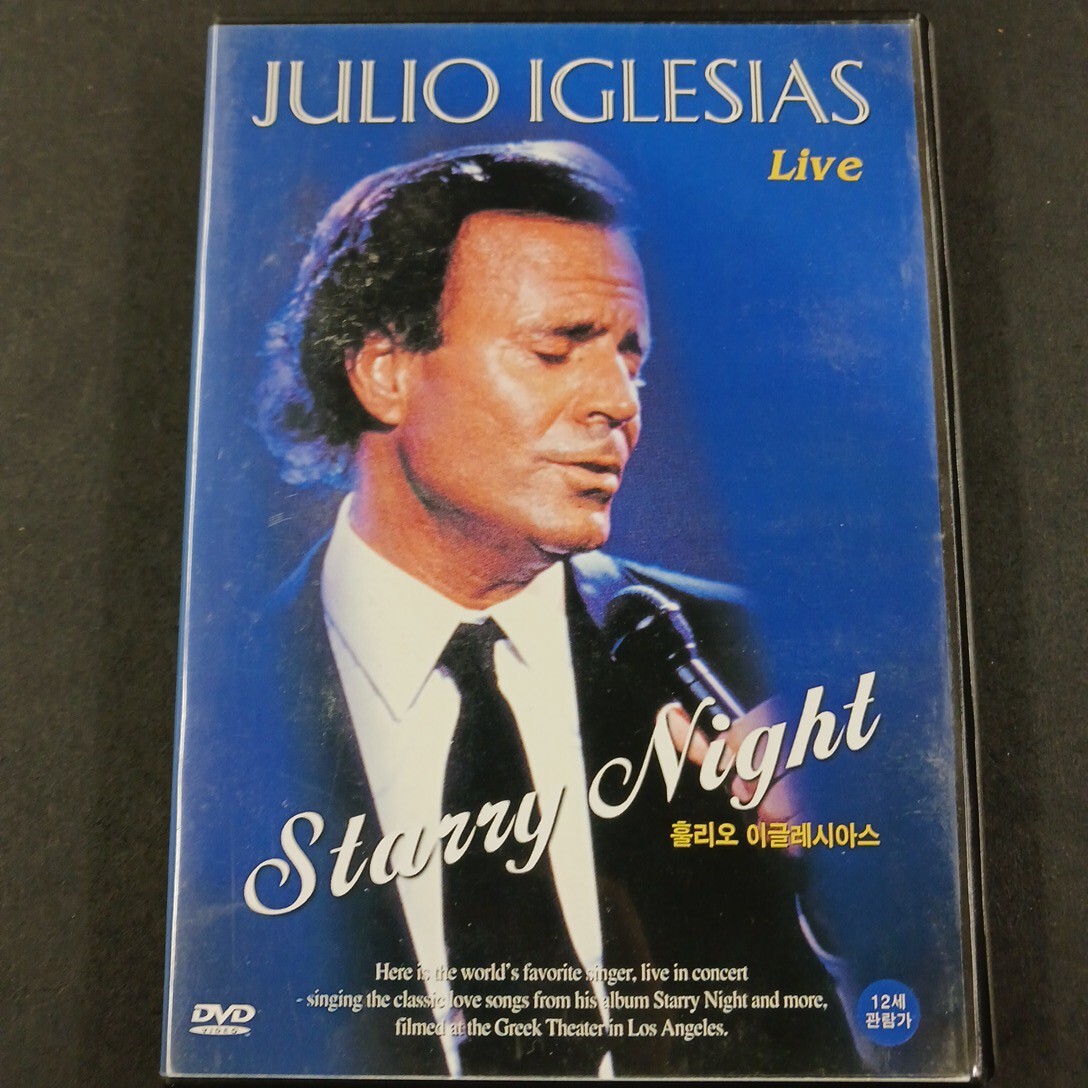 JULIO IGLESIAS
Live
Starry Night
훌리오 이글레시아스
Here is the world's favorite singer, live in concert
- singing the classic love songs from his album Starry Night and more,
filmed at the Greek Theater in Los Angeles.
DVD
VIDEO
12세
관람가